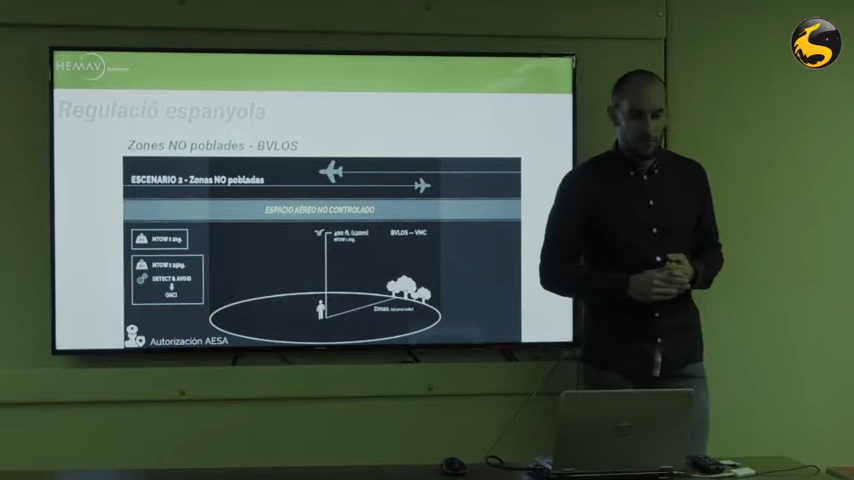 HEMAV
Regulació espanyola
Zones NO poblades - BVLOS
ESCENARIO 2 - Zonas NO pobladas
ESPACIO AÉREO NO CONTROLADO
400 ft. (120m)
BVLOS – VHC
MTOW ≤ 2kg.
MTOW ≤ 25kg.
DETECT & AVOID
OACI
Dmax.
Autorización AESA